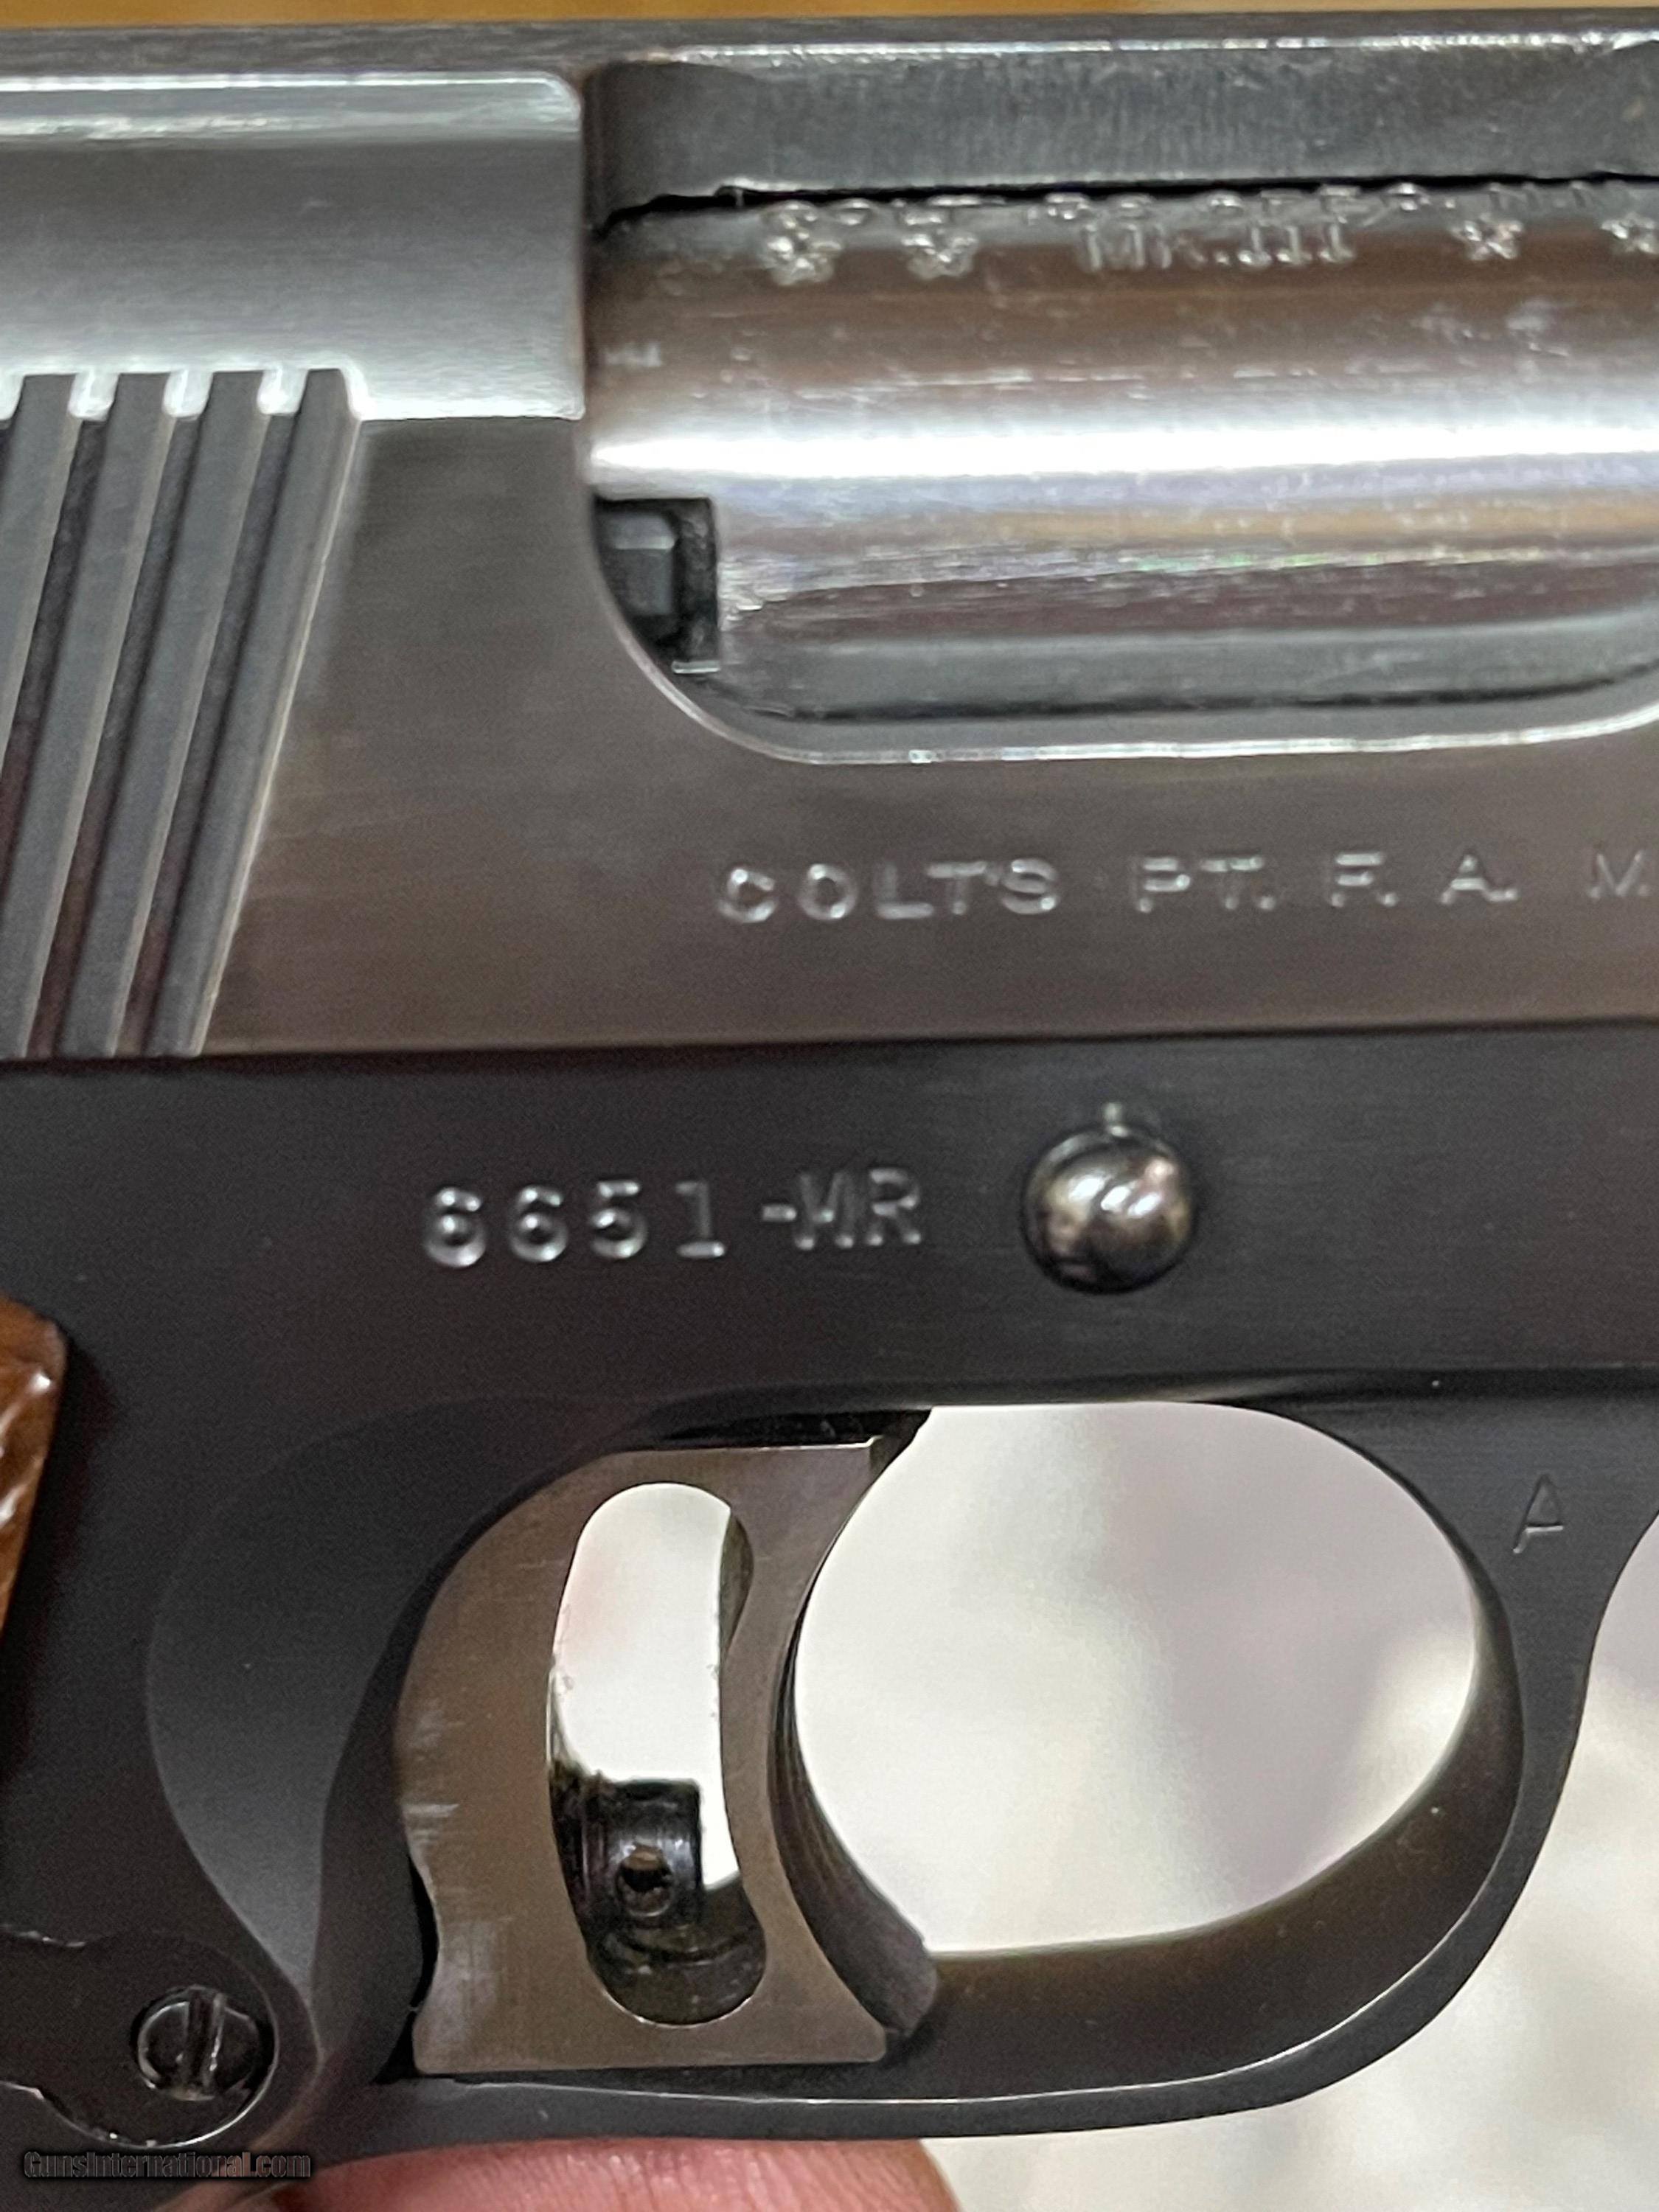 MK.III
COLT'S PT. F. A. M.
6651-MR
A
GunsInternational.com